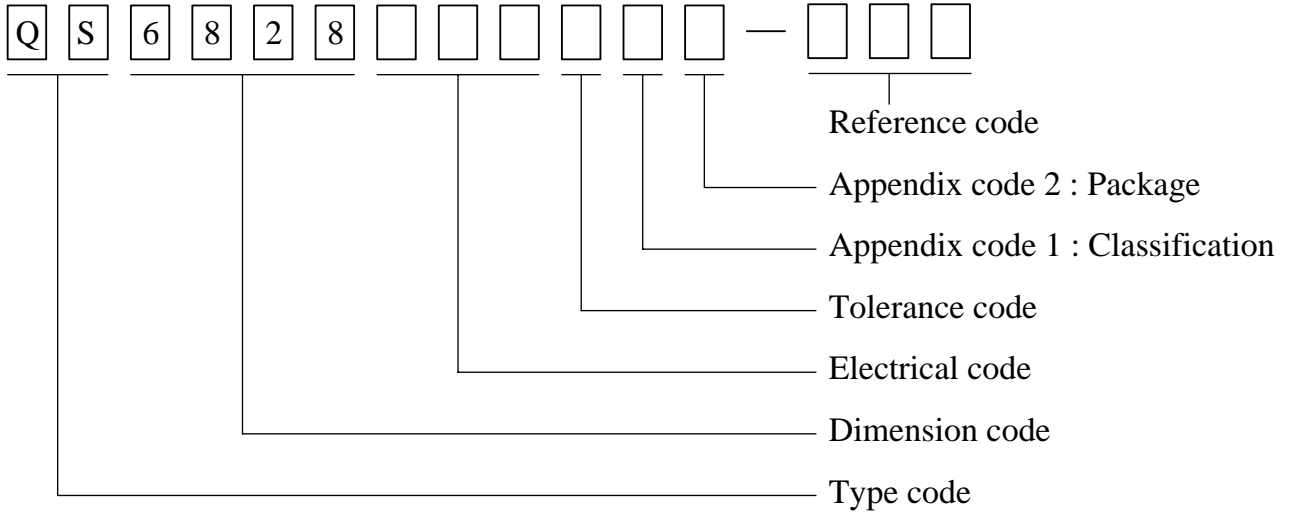 Q S 6 8 2 8 —
Reference code
Appendix code 2 : Package
Appendix code 1 : Classification
Tolerance code
Electrical code
Dimension code
Type code